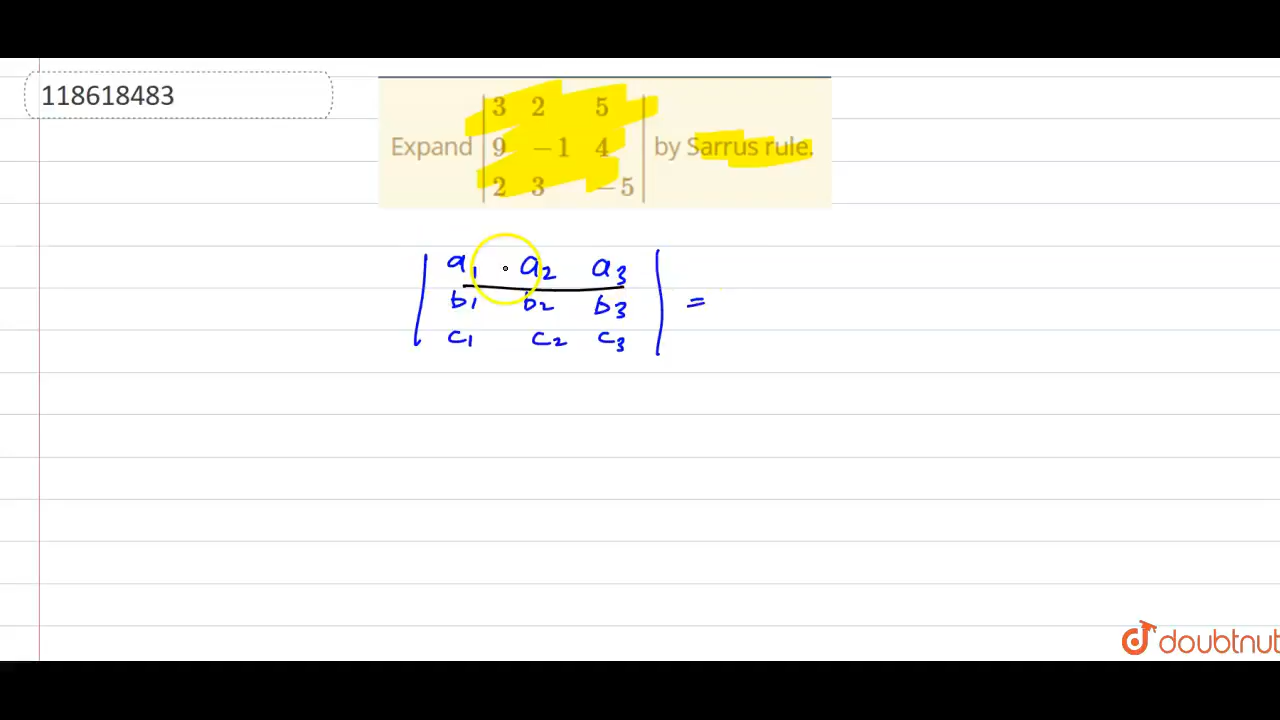 118618483
3 2 5
Expand 9 −1 4 by Sarrus rule.
2 3 −5
a1 a2 a3
b1 b2 b3 =
c1 c2 c3
doubtnut